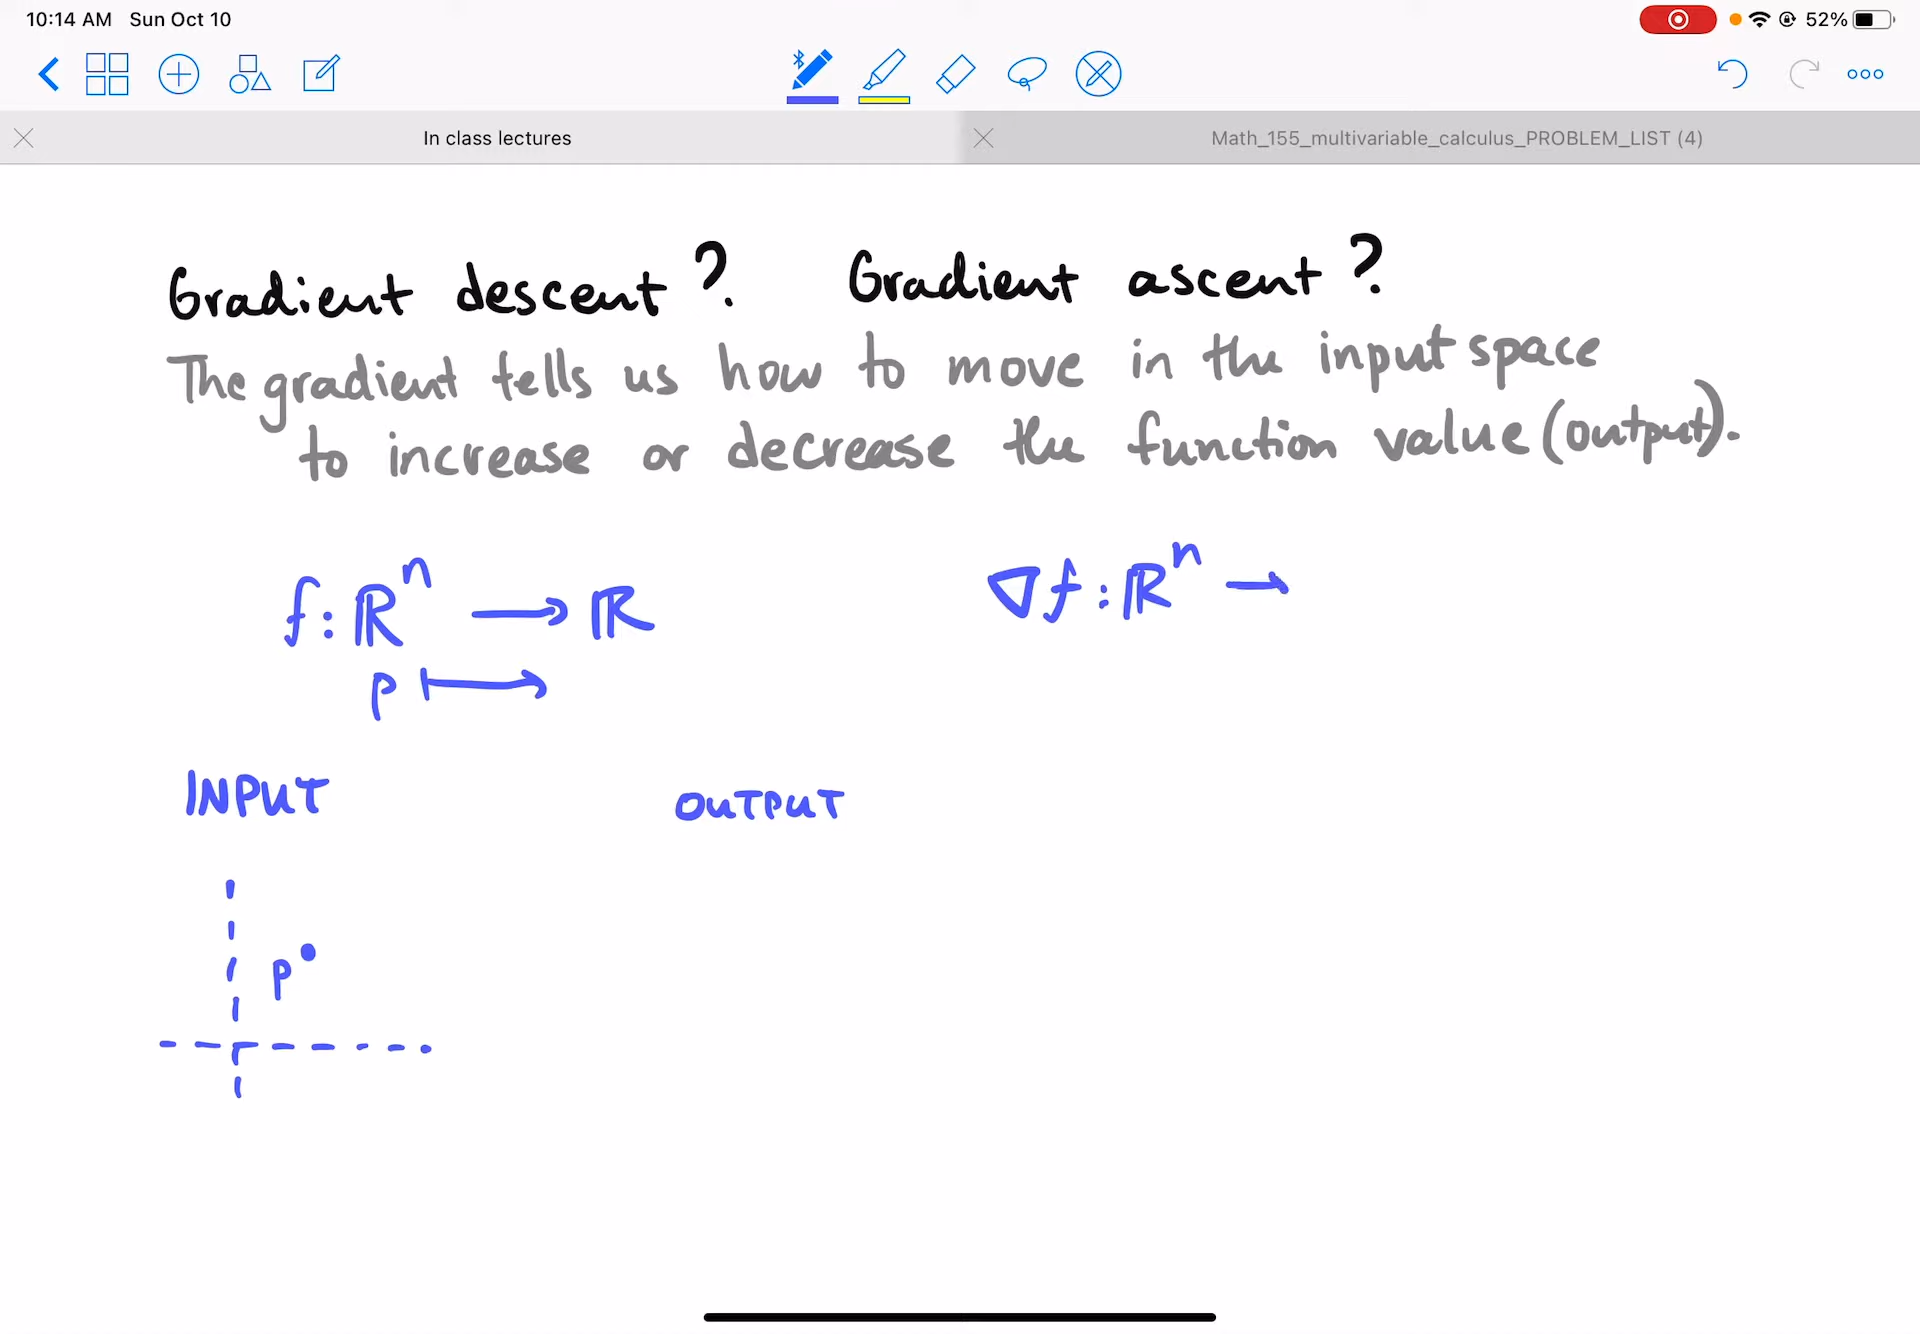 10:14 AM Sun Oct 10 52%
In class lectures Math_155_multivariable_calculus_PROBLEM_LIST (4)
Gradient descent? Gradient ascent?
The gradient tells us how to move in the input space
to increase or decrease the function value (output).
f: ℝⁿ → ℝ ∇f: ℝⁿ →
p ↦
INPUT OUTPUT
p